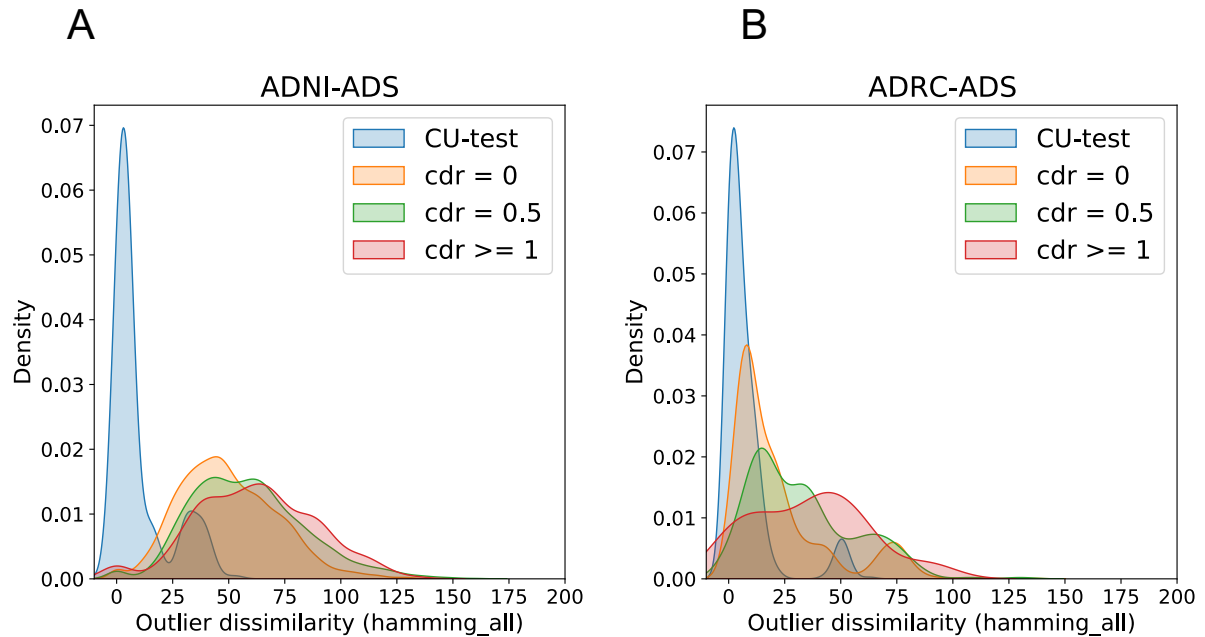 A
ADNI-ADS
0.07
0.06
0.05
0.04
0.03
0.02
0.01
0.00
Density
CU-test
cdr = 0
cdr = 0.5
cdr >= 1
0 25 50 75 100 125 150 175 200
Outlier dissimilarity (hamming_all)
B
ADRC-ADS
0.07
0.06
0.05
0.04
0.03
0.02
0.01
0.00
Density
CU-test
cdr = 0
cdr = 0.5
cdr >= 1
0 25 50 75 100 125 150 175 200
Outlier dissimilarity (hamming_all)